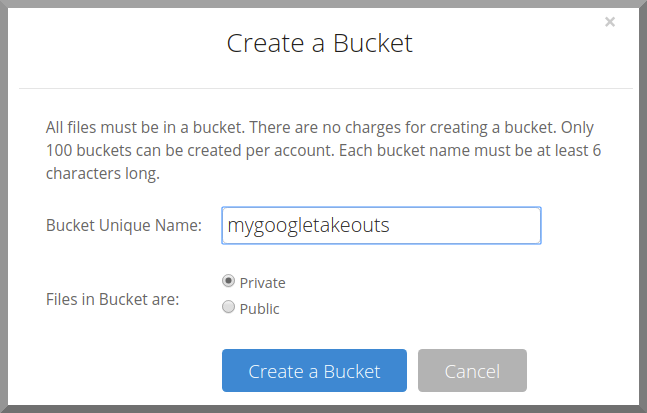 ×
Create a Bucket
All files must be in a bucket. There are no charges for creating a bucket. Only
100 buckets can be created per account. Each bucket name must be at least 6
characters long.
Bucket Unique Name: mygoogletakeouts
Files in Bucket are:
Private
Public
Create a Bucket Cancel